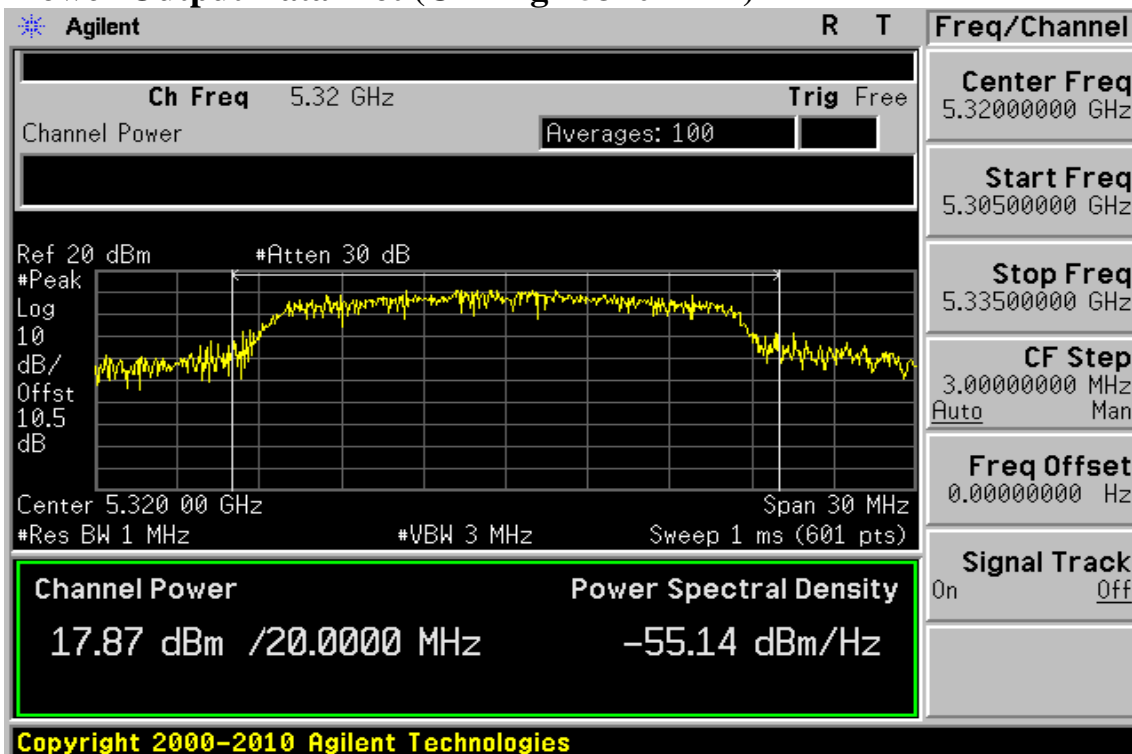 Agilent R T Freq/Channel
Ch Freq 5.32 GHz Trig Free
Channel Power Averages: 100
Center Freq
5.32000000 GHz
Start Freq
5.30500000 GHz
Stop Freq
5.33500000 GHz
CF Step
3.00000000 MHz
Auto Man
Freq Offset
0.00000000 Hz
Signal Track
On Off
Ref 20 dBm #Atten 30 dB
#Peak
Log
10
dB/
Offst
10.5
dB
Center 5.320 00 GHz Span 30 MHz
#Res BW 1 MHz #VBW 3 MHz Sweep 1 ms (601 pts)
Channel Power Power Spectral Density
17.87 dBm /20.0000 MHz -55.14 dBm/Hz
Copyright 2000-2010 Agilent Technologies